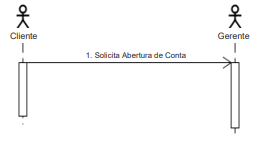 Cliente
Gerente
1. Solicita Abertura de Conta